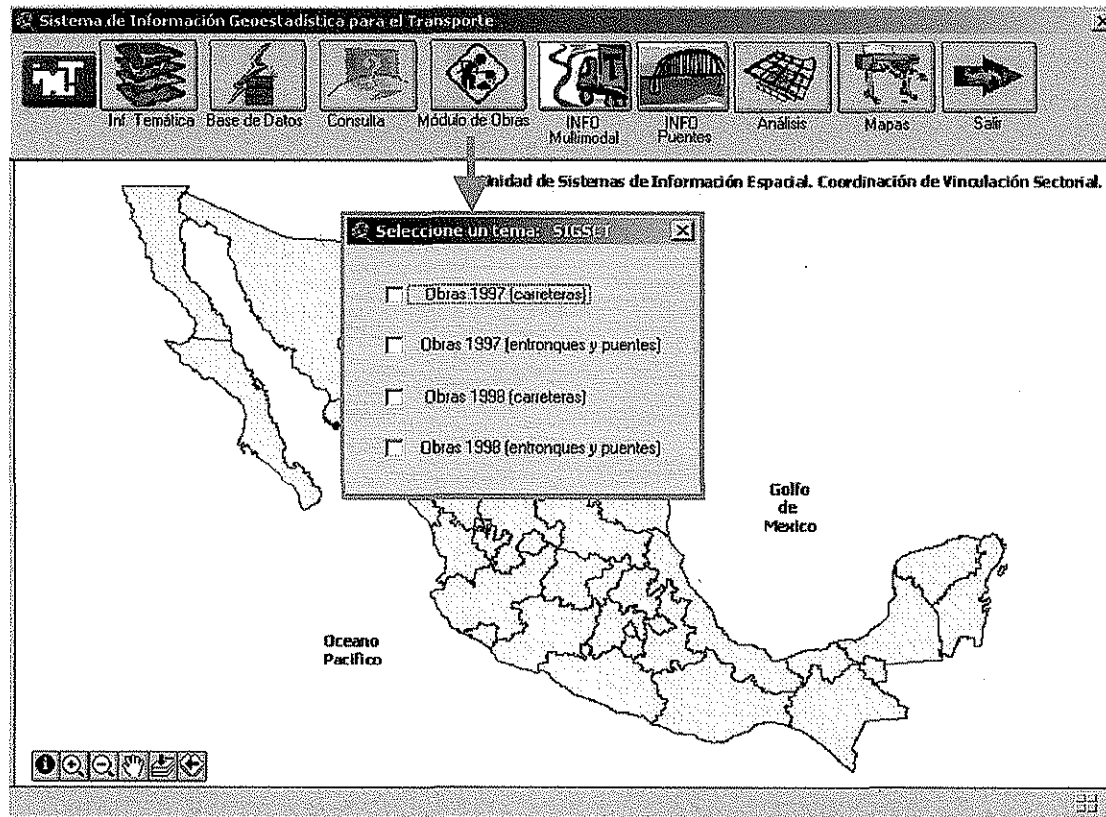 Sistema de Información Geoestadística para el Transporte
Inf. Temática
Base de Datos
Consulta
Módulo de Obras
INFO
Multimodal
INFO
Puentes
Análisis
Mapas
Salir
Unidad de Sistemas de Información Espacial. Coordinación de Vinculación Sectorial.
Seleccione un tema: SIGSET
Obras 1997 (carreteras)
Obras 1997 (entronques y puentes)
Obras 1998 (carreteras)
Obras 1998 (entronques y puentes)
Golfo
de
Mexico
Oceano
Pacifico